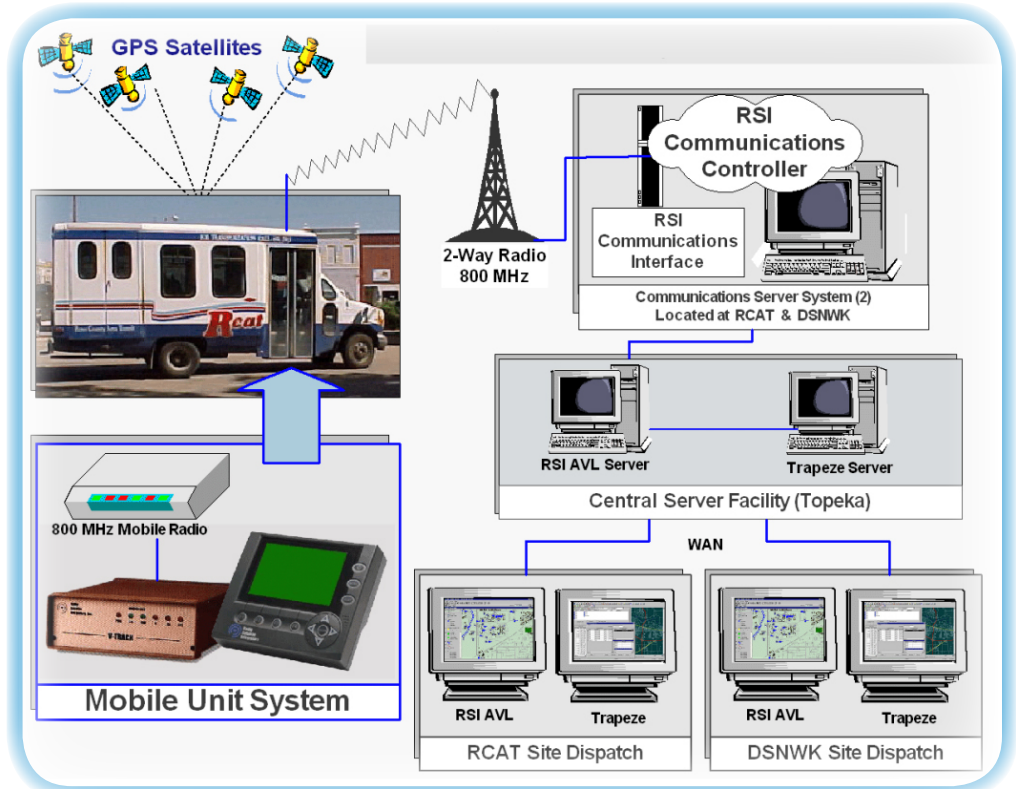 GPS Satellites
RSI
Communications
Controller
RSI
Communications
Interface
2-Way Radio
800 MHz
Communications Server System (2)
Located at RCAT & DSNWK
Rcat
RSI AVL Server
Trapeze Server
Central Server Facility (Topeka)
800 MHz Mobile Radio
V-TRACK
Mobile Unit System
WAN
RSI AVL
Trapeze
RCAT Site Dispatch
RSI AVL
Trapeze
DSNWK Site Dispatch